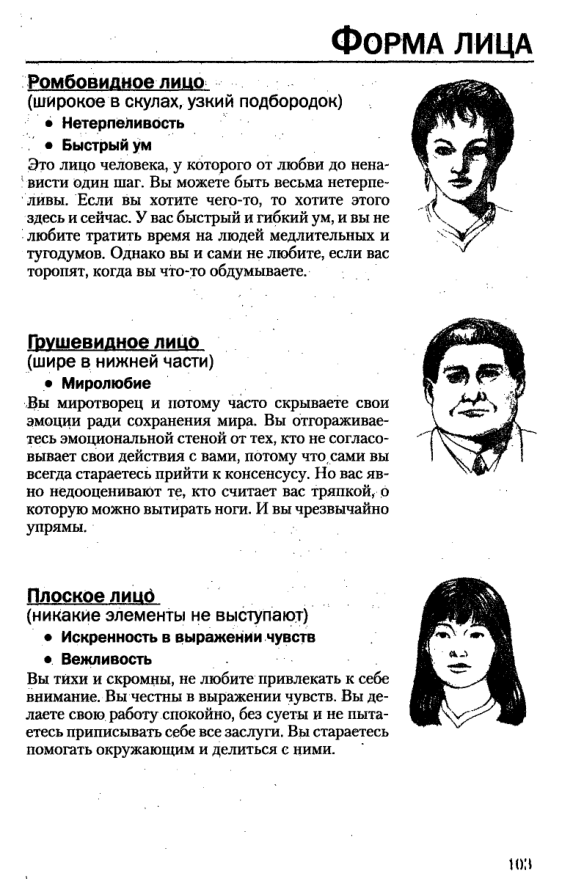 ФОРМА ЛИЦА
Ромбовидное лицо
(широкое в скулах, узкий подбородок)
• Нетерпеливость
• Быстрый ум
Это лицо человека, у которого от любви до нена-
висти один шаг. Вы можете быть весьма нетерпе-
ливы. Если вы хотите чего-то, то хотите этого
здесь и сейчас. У вас быстрый и гибкий ум, и вы не
любите тратить время на людей медлительных и
тугодумов. Однако вы и сами не любите, если вас
торопят, когда вы что-то обдумываете.
Грушевидное лицо
(шире в нижней части)
• Миролюбие
Вы миротворец и потому часто скрываете свои
эмоции ради сохранения мира. Вы отгораживае-
тесь эмоциональной стеной от тех, кто не согласо-
вывает свои действия с вами, потому что сами вы
всегда стараетесь прийти к консенсусу. Но вас яв-
но недооценивают те, кто считает вас тряпкой, о
которую можно вытирать ноги. И вы чрезвычайно
упрямы.
Плоское лицо
(никакие элементы не выступают)
• Искренность в выражении чувств
• Вежливость
Вы тихи и скромны, не любите привлекать к себе
внимание. Вы честны в выражении чувств. Вы де-
лаете свою работу спокойно, без суеты и не пыта-
етесь приписывать себе все заслуги. Вы стараетесь
помогать окружающим и делиться с ними.
103